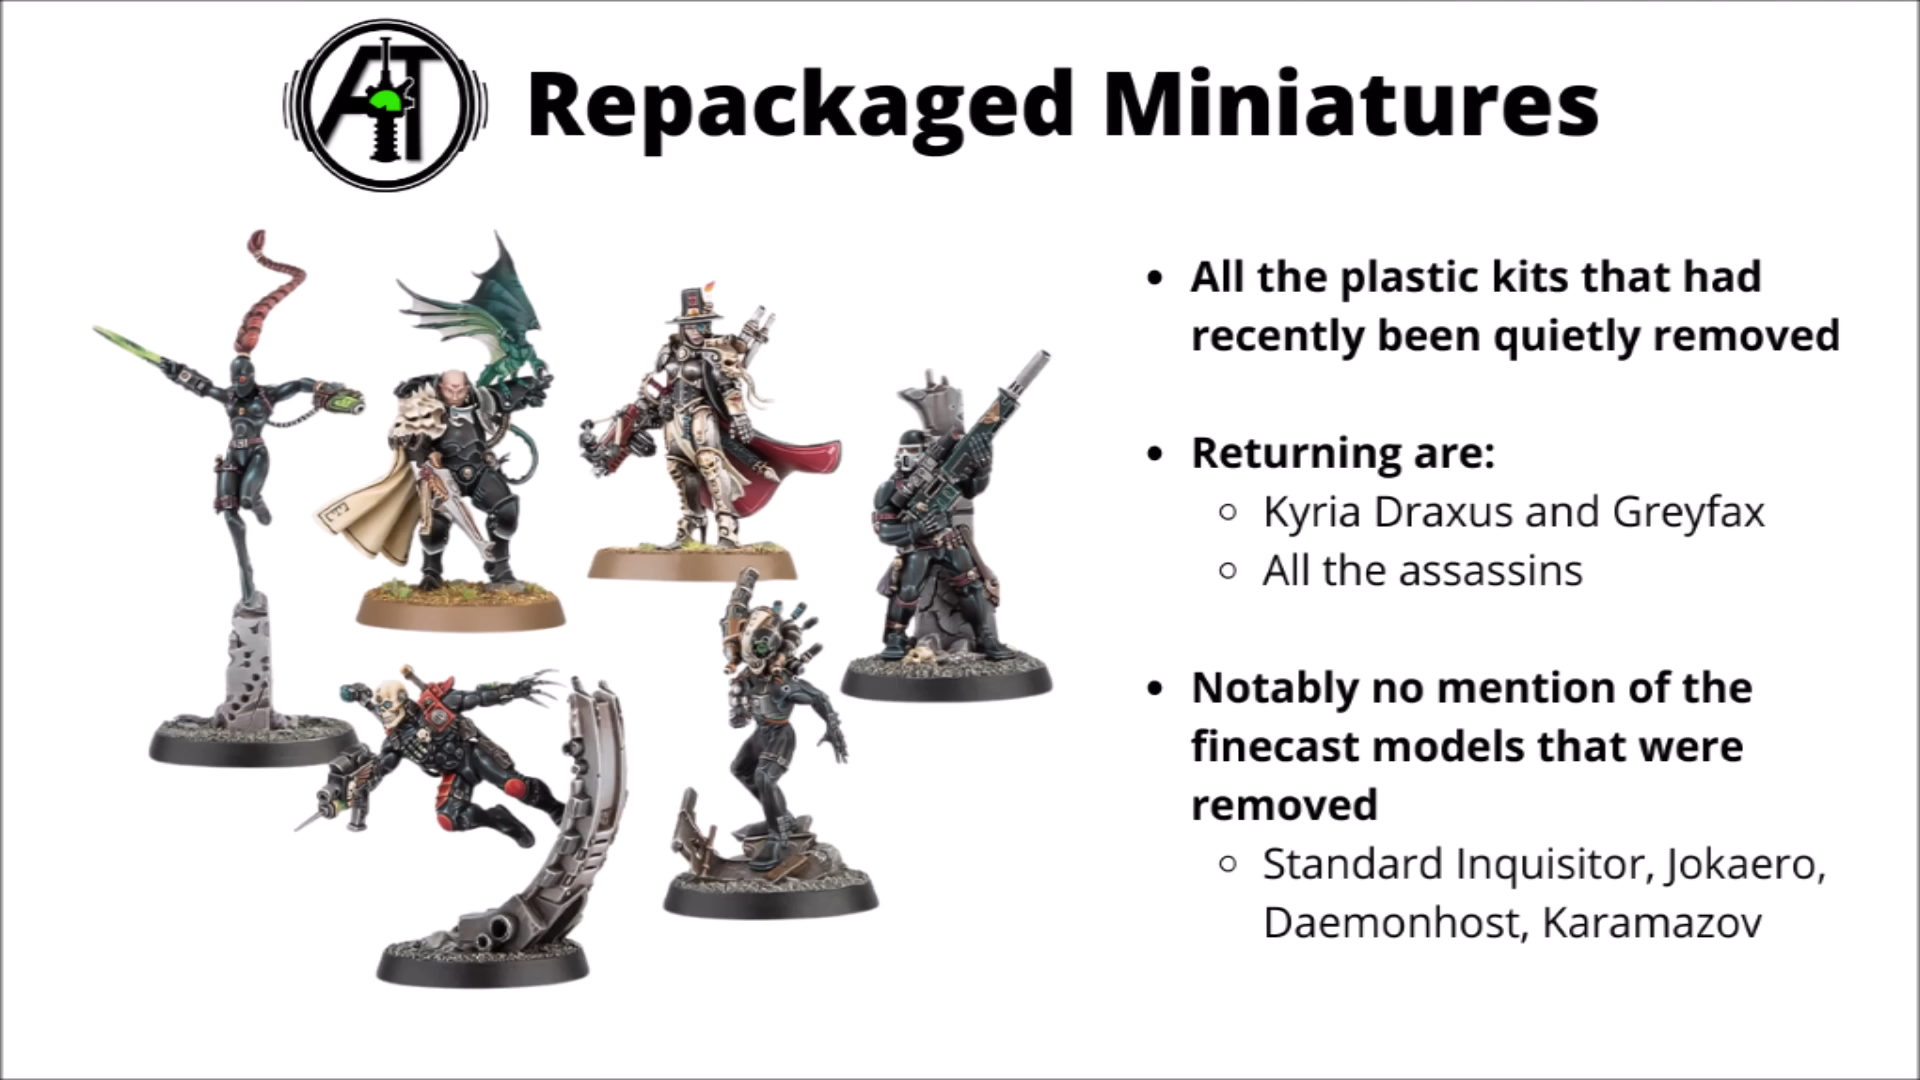 AT
Repackaged Miniatures
• All the plastic kits that had
recently been quietly removed
• Returning are:
○ Kyria Draxus and Greyfax
○ All the assassins
• Notably no mention of the
finecast models that were
removed
○ Standard Inquisitor, Jokaero,
Daemonhost, Karamazov